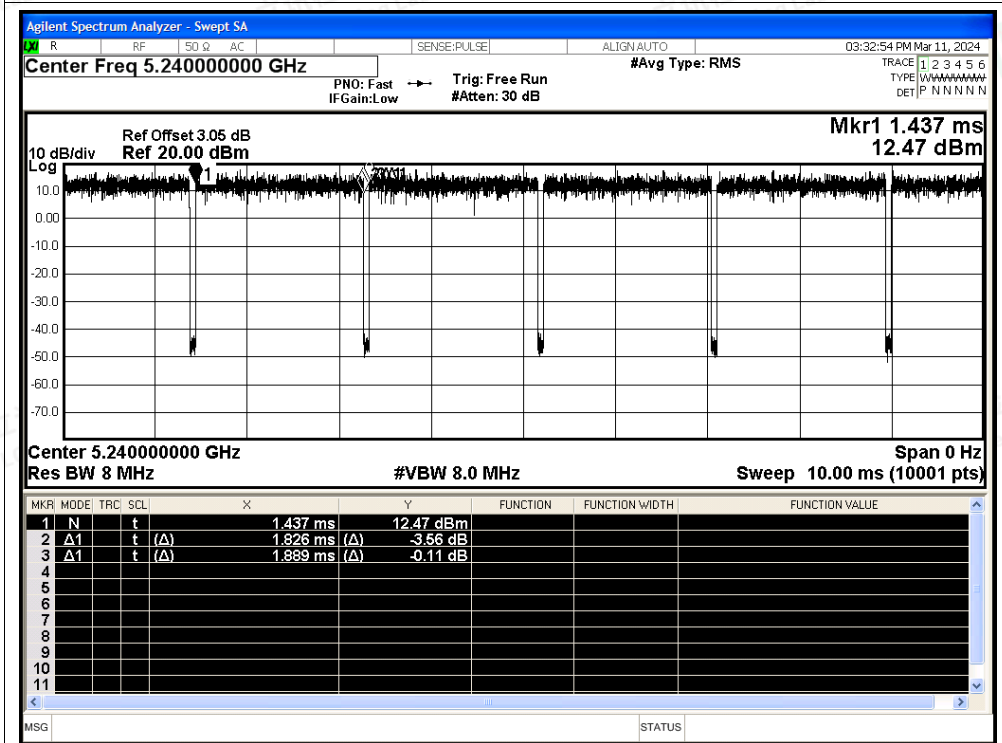 Agilent Spectrum Analyzer - Swept SA
LXI R RF 50 Ω AC SENSE:PULSE ALIGN AUTO 03:32:54 PM Mar 11, 2024
Center Freq 5.240000000 GHz #Avg Type: RMS TRACE 1 2 3 4 5 6
PNO: Fast Trig: Free Run TYPE WWWWWW
IFGain:Low #Atten: 30 dB DET P N N N N N
Mkr1 1.437 ms
12.47 dBm
Ref Offset 3.05 dB
10 dB/div Ref 20.00 dBm
Log
1
10.0
0.00
-10.0
-20.0
-30.0
-40.0
-50.0
-60.0
-70.0
Center 5.240000000 GHz Span 0 Hz
Res BW 8 MHz #VBW 8.0 MHz Sweep 10.00 ms (10001 pts)
MKR MODE TRC SCL X Y FUNCTION FUNCTION WIDTH FUNCTION VALUE
1 N t 1.437 ms 12.47 dBm
2 Δ1 t (Δ) 1.826 ms (Δ) -3.56 dB
3 Δ1 t (Δ) 1.889 ms (Δ) -0.11 dB
4
5
6
7
8
9
10
11
MSG STATUS